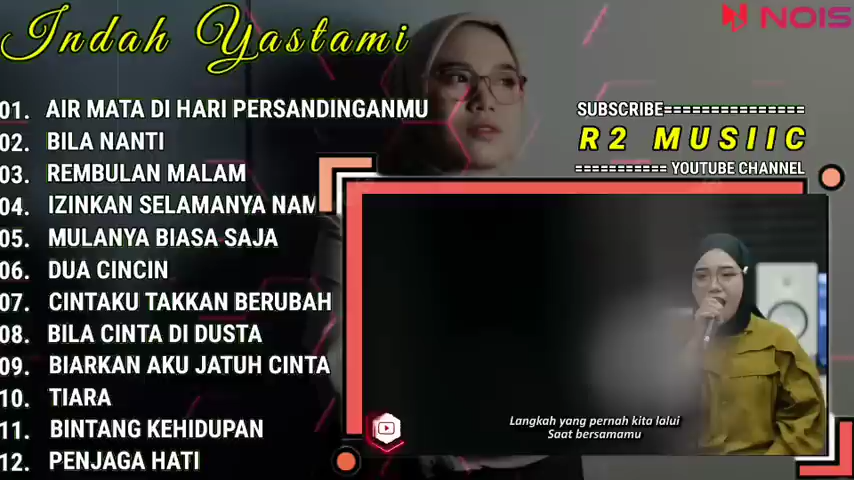 Indah Yastami
NOIS
01. AIR MATA DI HARI PERSANDINGANMU
02. BILA NANTI
03. REMBULAN MALAM
04. IZINKAN SELAMANYA NAM
05. MULANYA BIASA SAJA
06. DUA CINCIN
07. CINTAKU TAKKAN BERUBAH
08. BILA CINTA DI DUSTA
09. BIARKAN AKU JATUH CINTA
10. TIARA
11. BINTANG KEHIDUPAN
12. PENJAGA HATI
SUBSCRIBE===============
R2 MUSIIC
=========== YOUTUBE CHANNEL
Langkah yang pernah kita lalui
Saat bersamamu